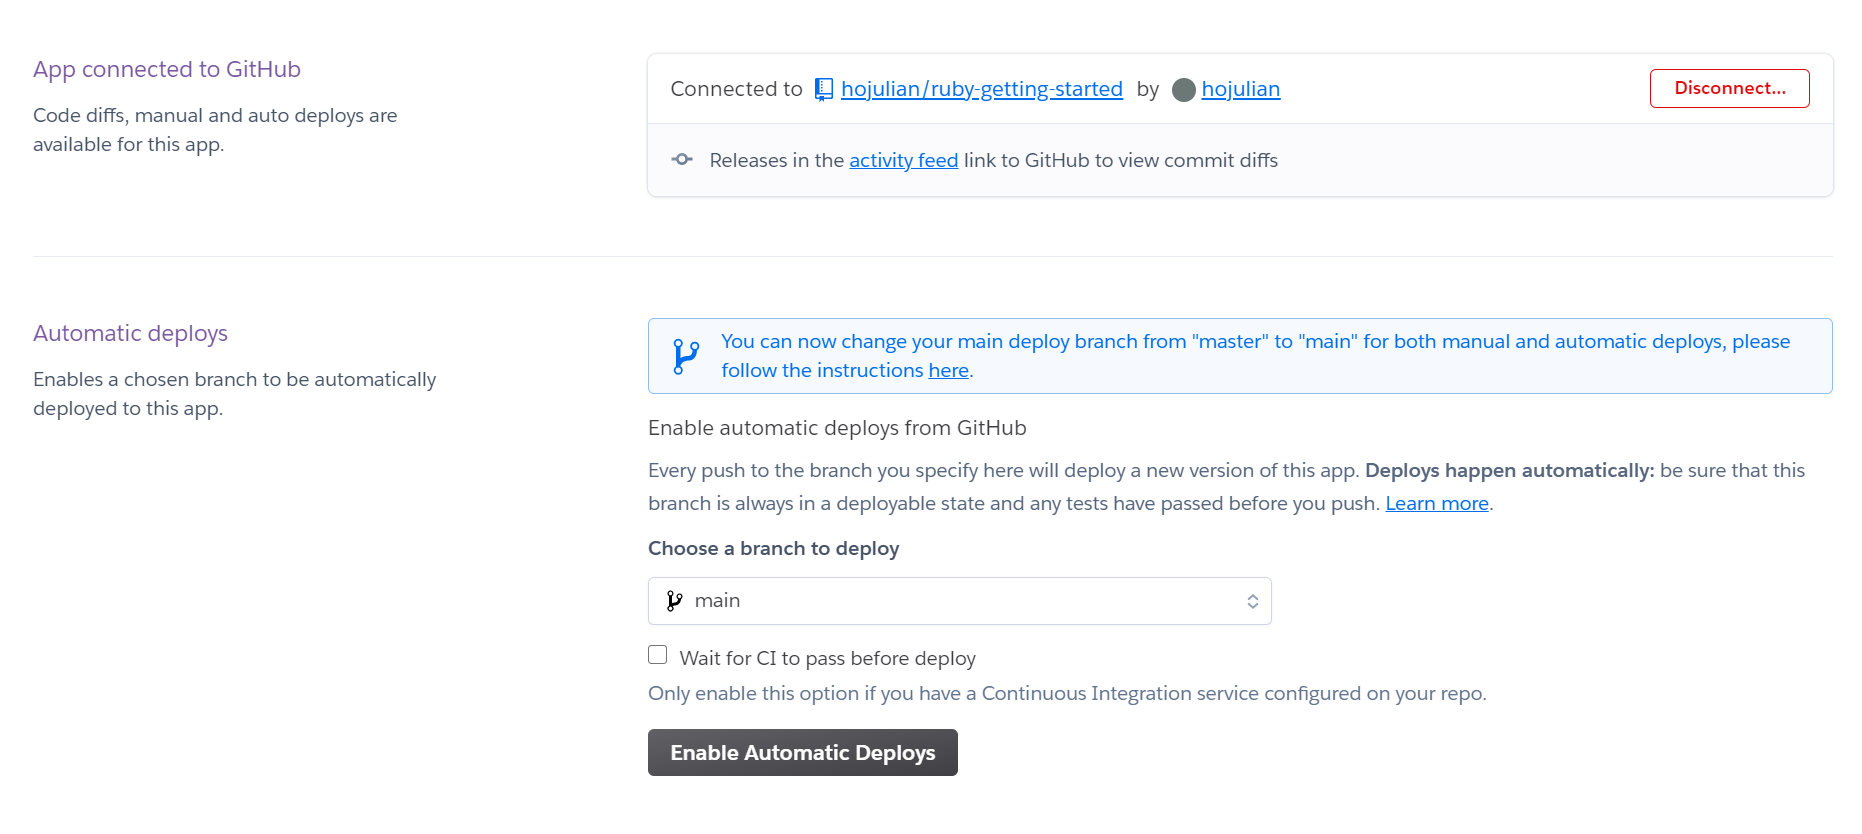 App connected to GitHub
Code diffs, manual and auto deploys are
available for this app.
Connected to hojulian/ruby-getting-started by hojulian
Disconnect...
Releases in the activity feed link to GitHub to view commit diffs
Automatic deploys
Enables a chosen branch to be automatically
deployed to this app.
You can now change your main deploy branch from "master" to "main" for both manual and automatic deploys, please
follow the instructions here.
Enable automatic deploys from GitHub
Every push to the branch you specify here will deploy a new version of this app. Deploys happen automatically: be sure that this
branch is always in a deployable state and any tests have passed before you push. Learn more.
Choose a branch to deploy
main
Wait for CI to pass before deploy
Only enable this option if you have a Continuous Integration service configured on your repo.
Enable Automatic Deploys